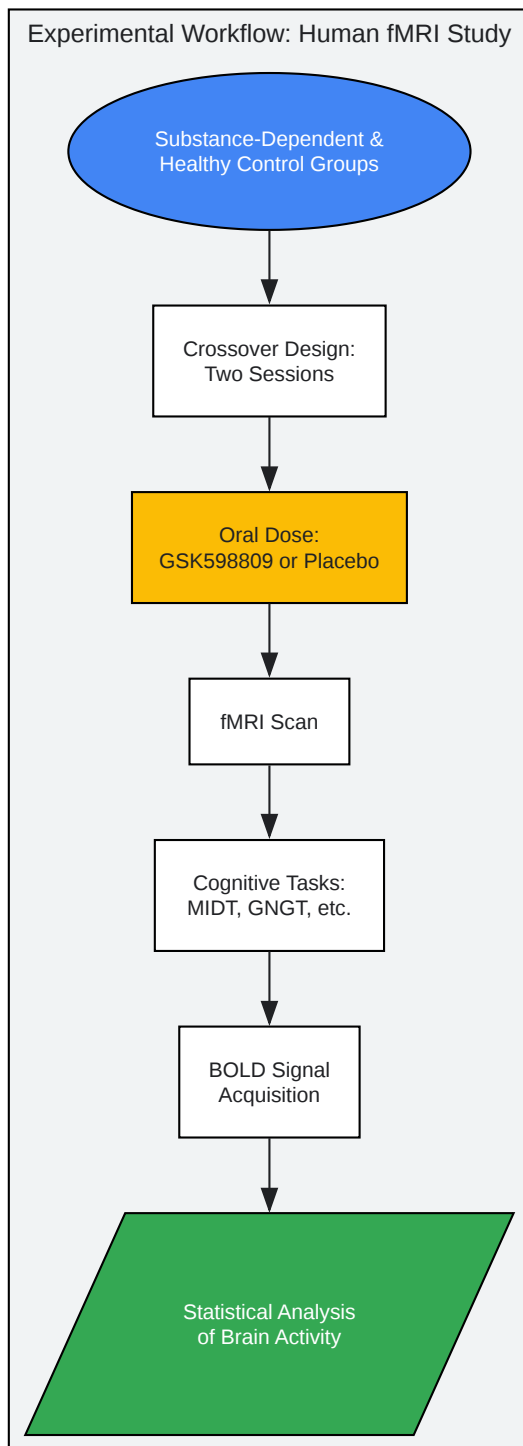 Experimental Workflow: Human fMRI Study
Substance-Dependent &
Healthy Control Groups
Crossover Design:
Two Sessions
Oral Dose:
GSK598809 or Placebo
fMRI Scan
Cognitive Tasks:
MIDT, GNGT, etc.
BOLD Signal
Acquisition
Statistical Analysis
of Brain Activity